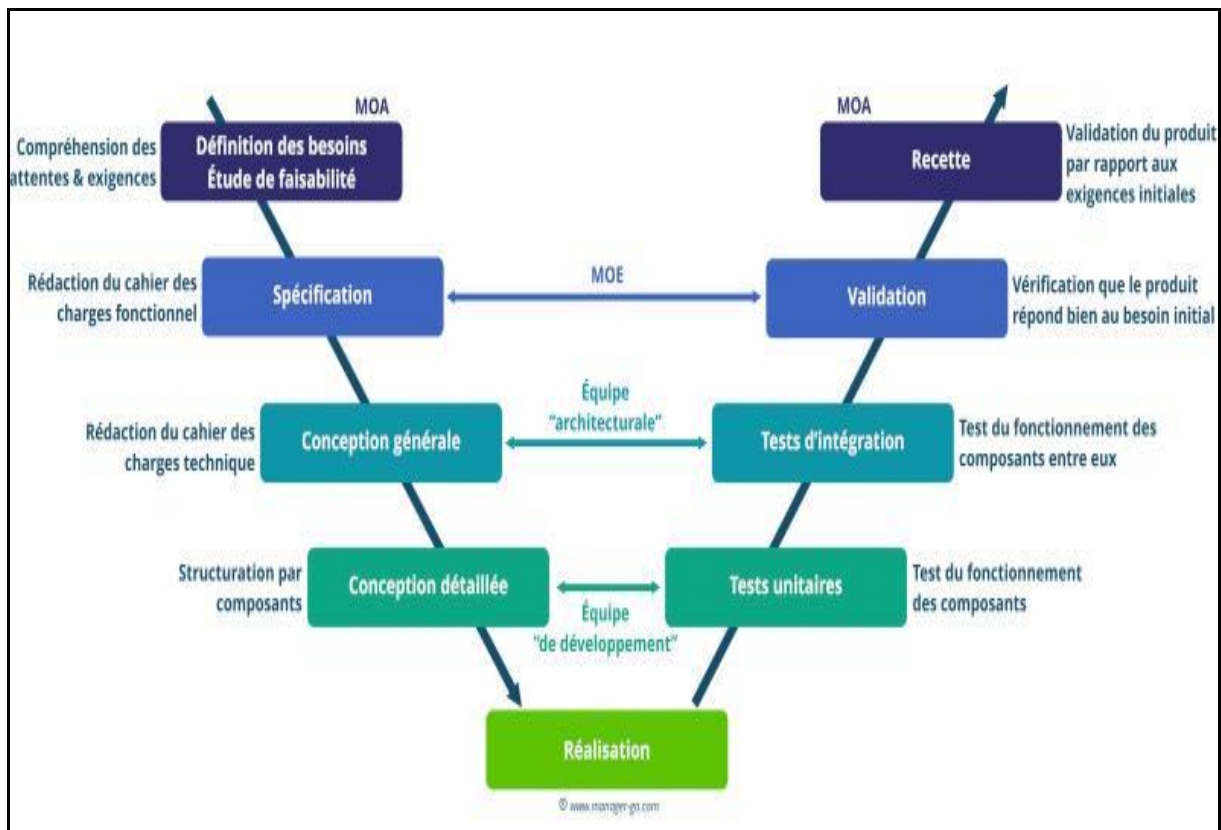 MOA
MOA
Compréhension des
attentes & exigences
Définition des besoins
Étude de faisabilité
Recette
Validation du produit
par rapport aux
exigences initiales
Rédaction du cahier des
charges fonctionnel
Spécification
MOE
Validation
Vérification que le produit
répond bien au besoin initial
Rédaction du cahier des
charges technique
Conception générale
Équipe
"architecturale"
Tests d'intégration
Test du fonctionnement des
composants entre eux
Structuration par
composants
Conception détaillée
Équipe
"de développement"
Tests unitaires
Test du fonctionnement
des composants
Réalisation
© www.manager-go.com